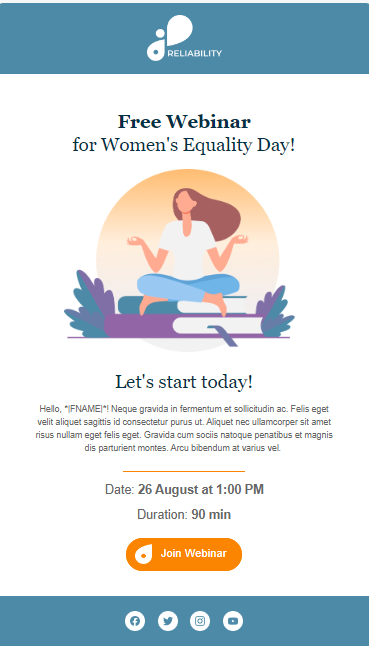 RELIABILITY
Free Webinar
for Women's Equality Day!
Let's start today!
Hello, *|FNAME|*! Neque gravida in fermentum et sollicitudin ac. Felis eget
velit aliquet sagittis id consectetur purus ut. Aliquet nec ullamcorper sit amet
risus nullam eget felis eget. Gravida cum sociis natoque penatibus et magnis
dis parturient montes. Arcu bibendum at varius vel.
Date: 26 August at 1:00 PM
Duration: 90 min
Join Webinar